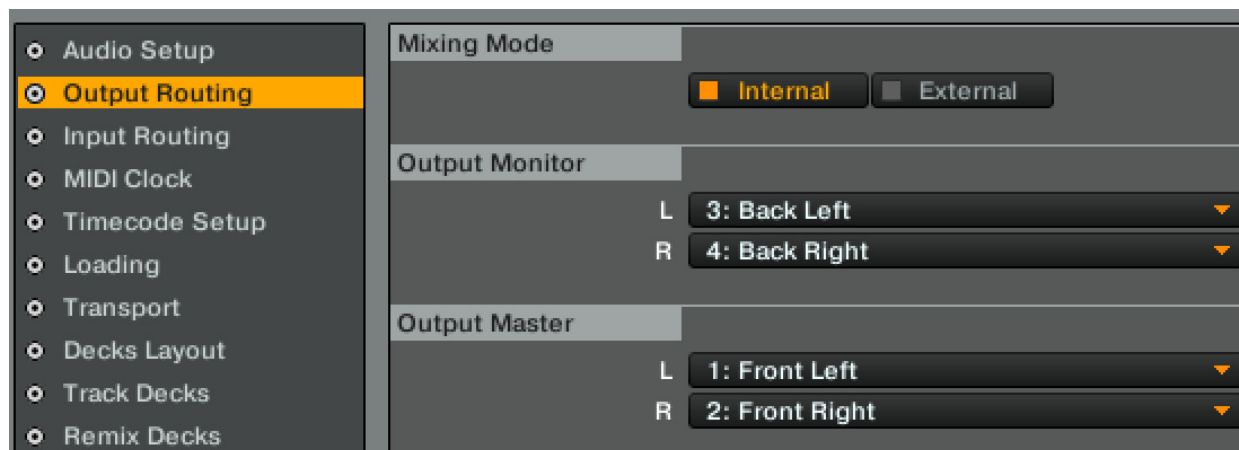 Audio Setup
Output Routing
Input Routing
MIDI Clock
Timecode Setup
Loading
Transport
Decks Layout
Track Decks
Remix Decks
Mixing Mode
Internal External
Output Monitor
L 3: Back Left
R 4: Back Right
Output Master
L 1: Front Left
R 2: Front Right